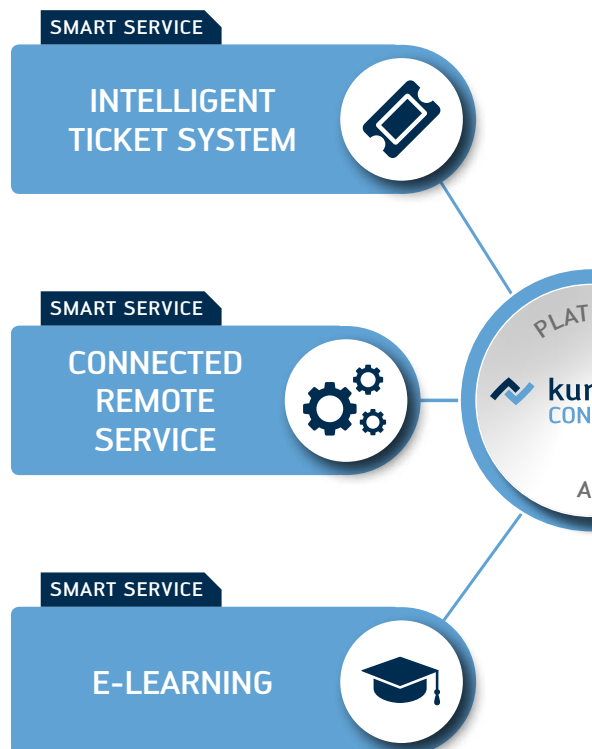 SMART SERVICE
INTELLIGENT
TICKET SYSTEM
SMART SERVICE
CONNECTED
REMOTE
SERVICE
SMART SERVICE
E-LEARNING